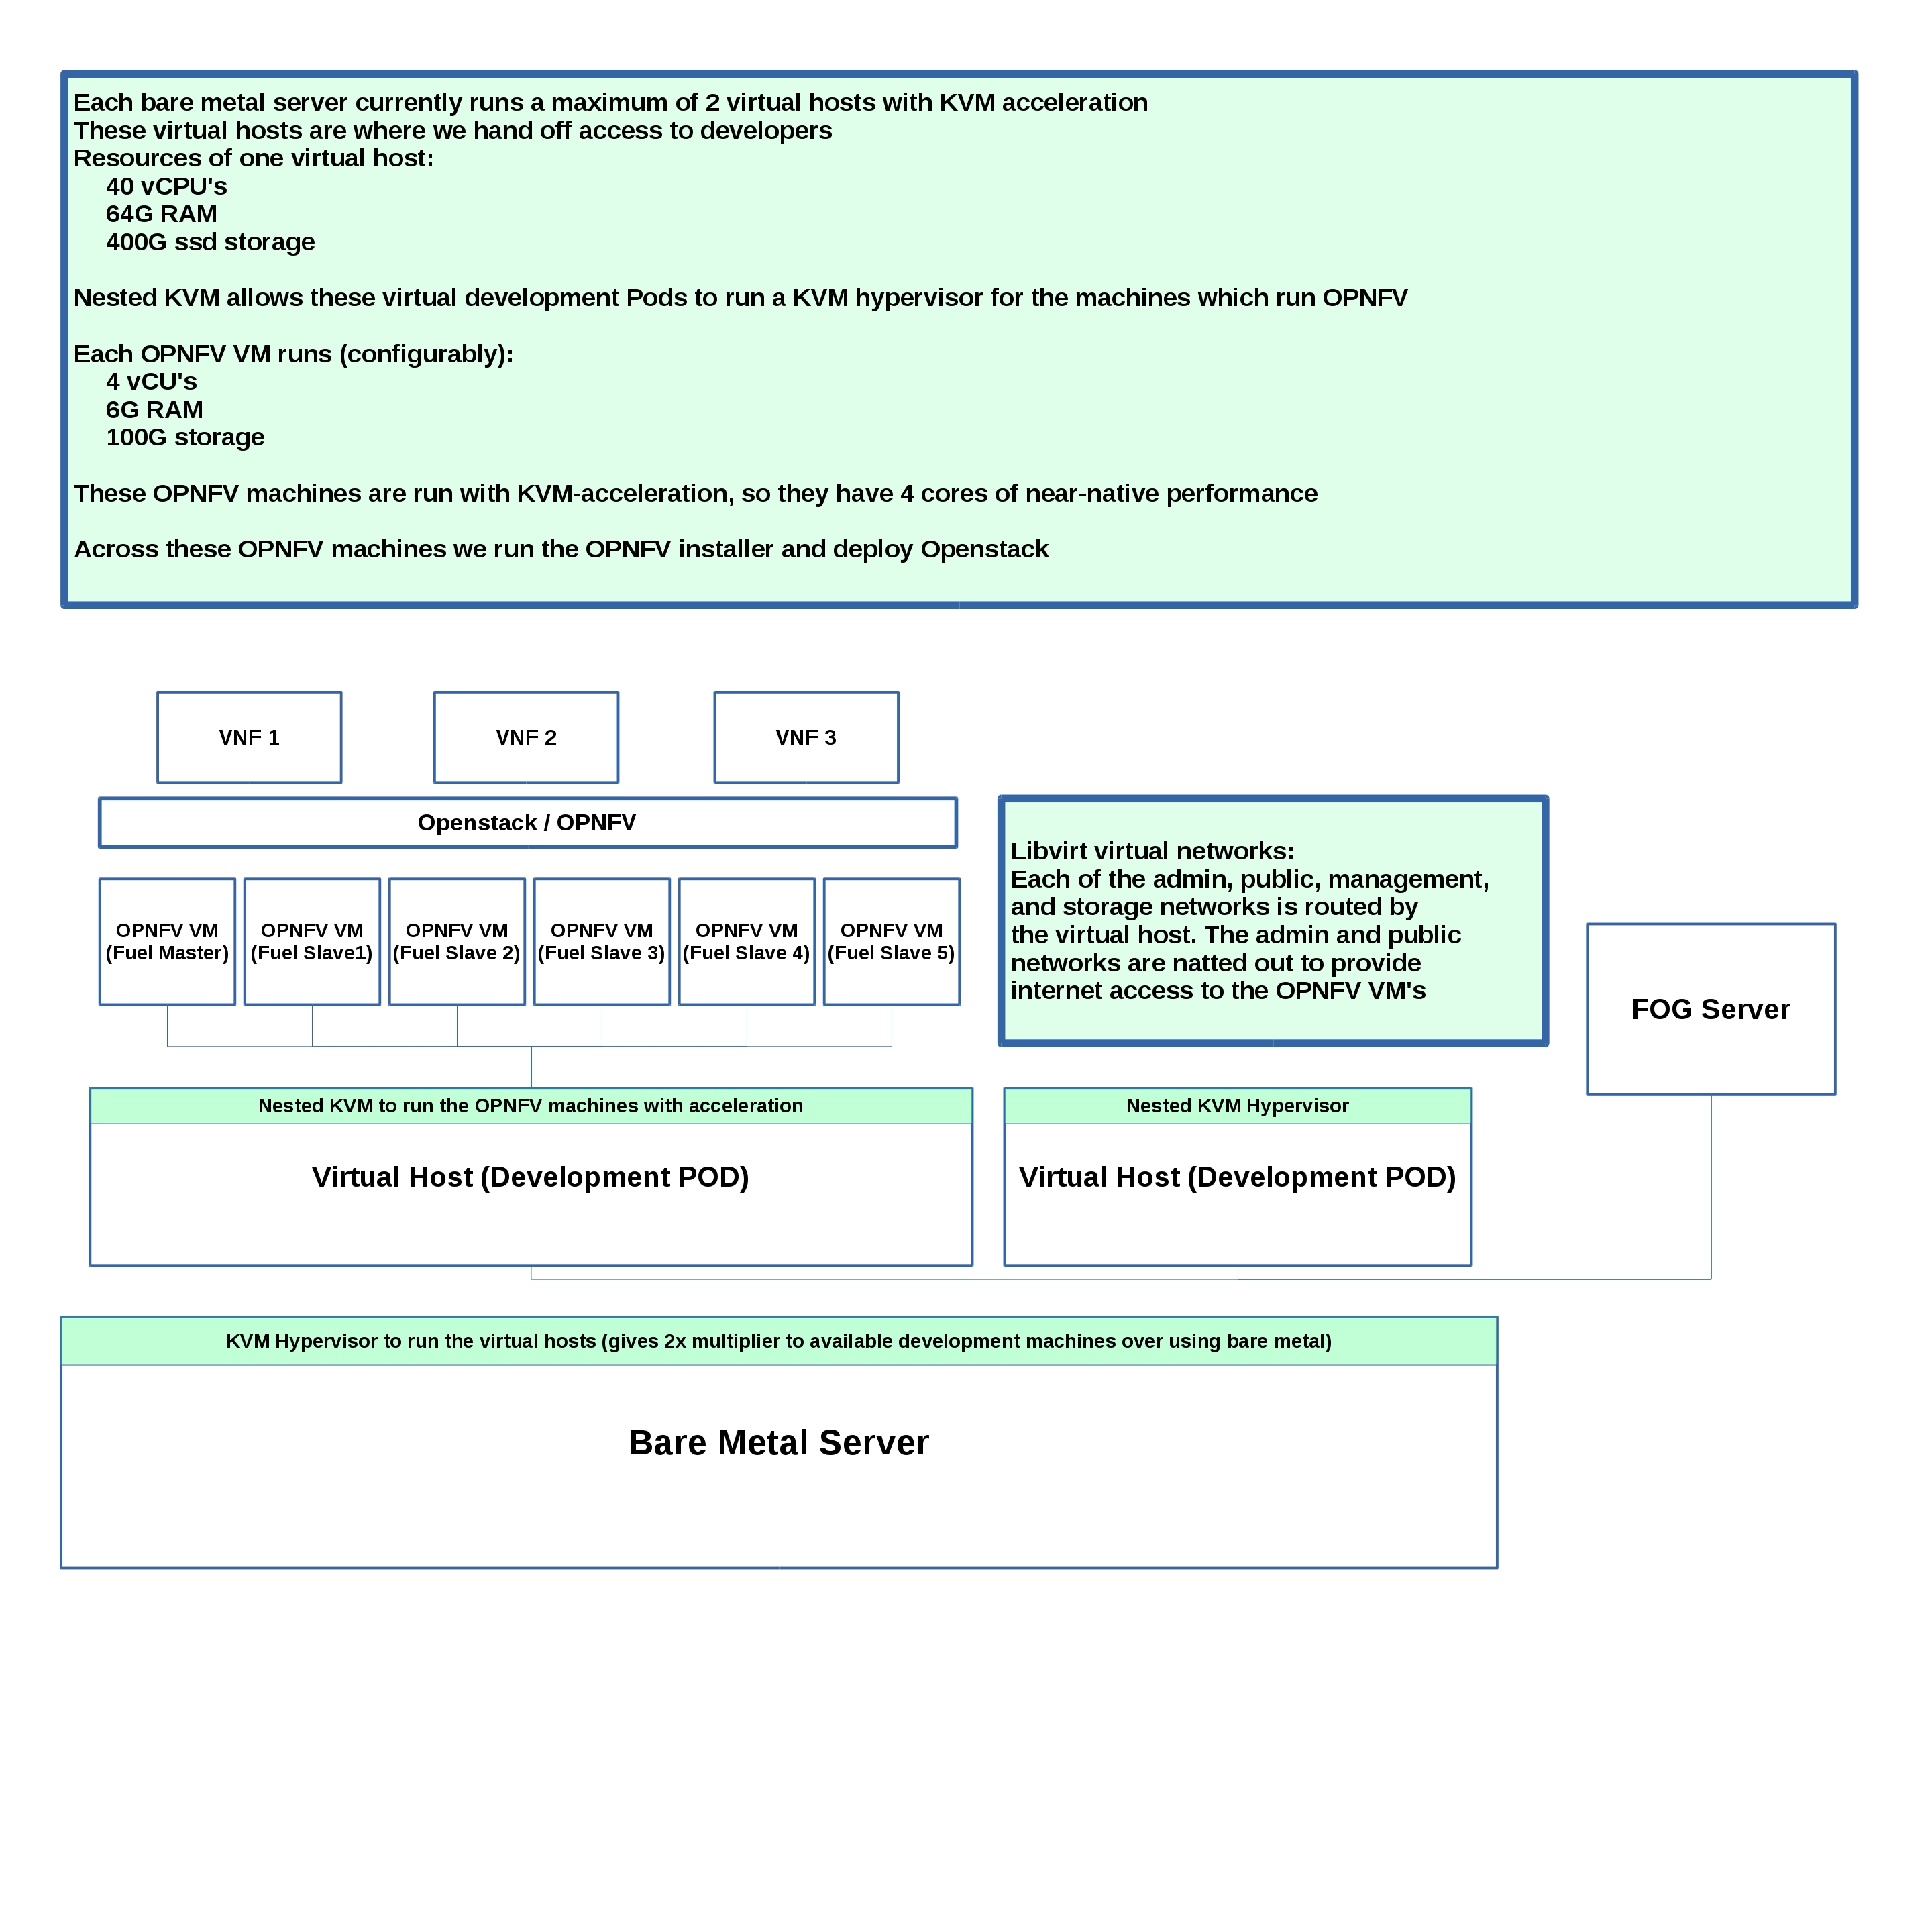 Each bare metal server currently runs a maximum of 2 virtual hosts with KVM acceleration
These virtual hosts are where we hand off access to developers
Resources of one virtual host:
40 vCPU's
64G RAM
400G ssd storage
Nested KVM allows these virtual development Pods to run a KVM hypervisor for the machines which run OPNFV
Each OPNFV VM runs (configurably):
4 vCU's
6G RAM
100G storage
These OPNFV machines are run with KVM-acceleration, so they have 4 cores of near-native performance
Across these OPNFV machines we run the OPNFV installer and deploy Openstack
VNF 1
VNF 2
VNF 3
Openstack / OPNFV
OPNFV VM
(Fuel Master)
OPNFV VM
(Fuel Slave1)
OPNFV VM
(Fuel Slave 2)
OPNFV VM
(Fuel Slave 3)
OPNFV VM
(Fuel Slave 4)
OPNFV VM
(Fuel Slave 5)
Libvirt virtual networks:
Each of the admin, public, management,
and storage networks is routed by
the virtual host. The admin and public
networks are natted out to provide
internet access to the OPNFV VM's
FOG Server
Nested KVM to run the OPNFV machines with acceleration
Virtual Host (Development POD)
Nested KVM Hypervisor
Virtual Host (Development POD)
KVM Hypervisor to run the virtual hosts (gives 2x multiplier to available development machines over using bare metal)
Bare Metal Server